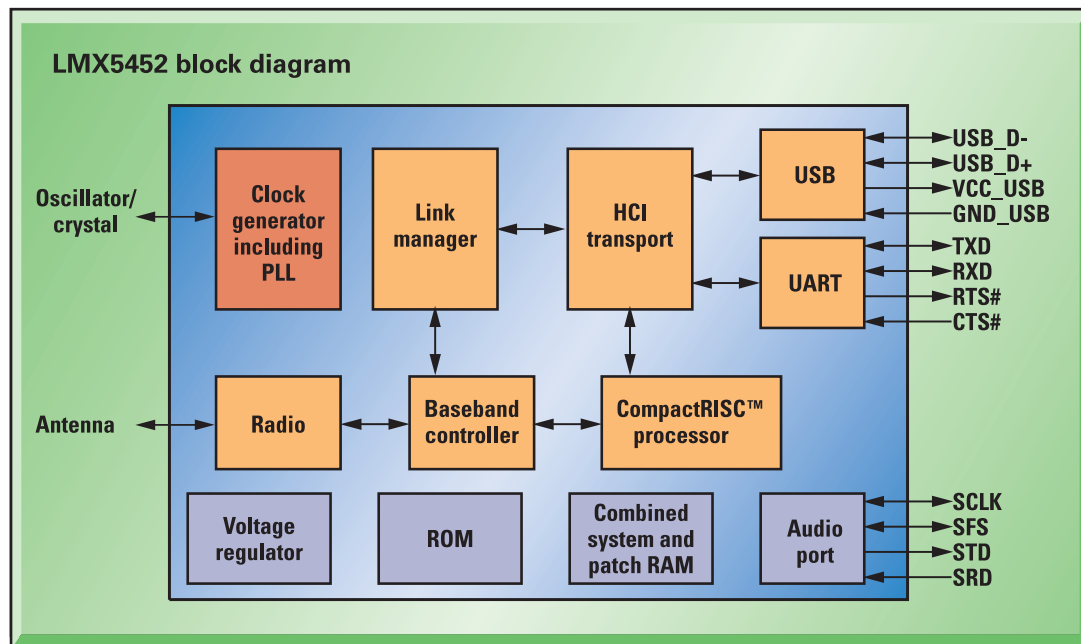 LMX5452 block diagram
Oscillator/
crystal
Clock
generator
including
PLL
Link
manager
HCI
transport
USB
USB_D-
USB_D+
VCC_USB
GND_USB
UART
TXD
RXD
RTS#
CTS#
Antenna
Radio
Baseband
controller
CompactRISC™
processor
Voltage
regulator
ROM
Combined
system and
patch RAM
Audio
port
SCLK
SFS
STD
SRD